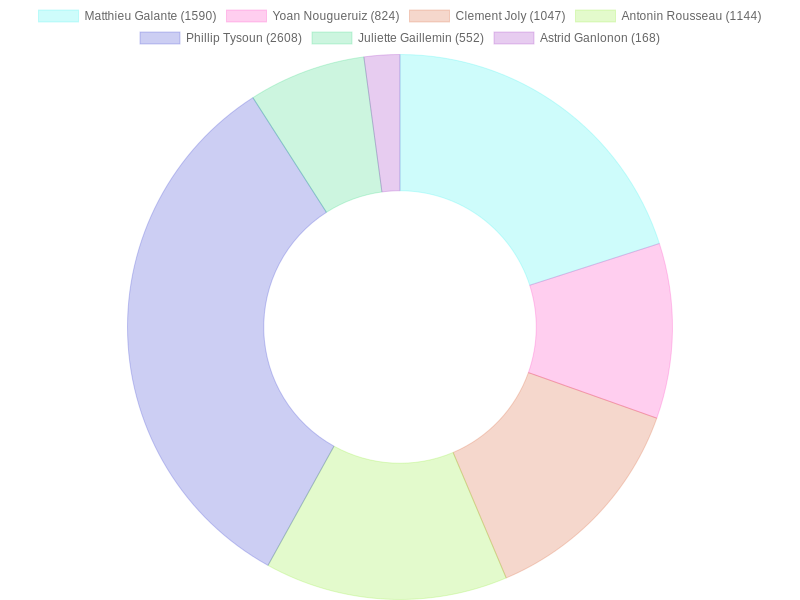 Matthieu Galante (1590) Yoan Nougueruiz (824) Clement Joly (1047) Antonin Rousseau (1144)
Phillip Tysoun (2608) Juliette Gaillemin (552) Astrid Ganlonon (168)